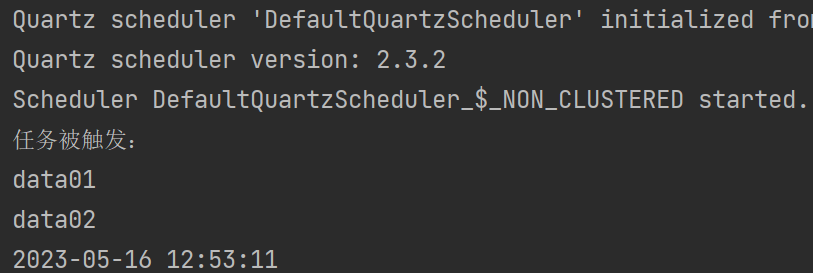 Quartz scheduler 'DefaultQuartzScheduler' initialized fro
Quartz scheduler version: 2.3.2
Scheduler DefaultQuartzScheduler_$_NON_CLUSTERED started.
任务被触发：
data01
data02
2023-05-16 12:53:11